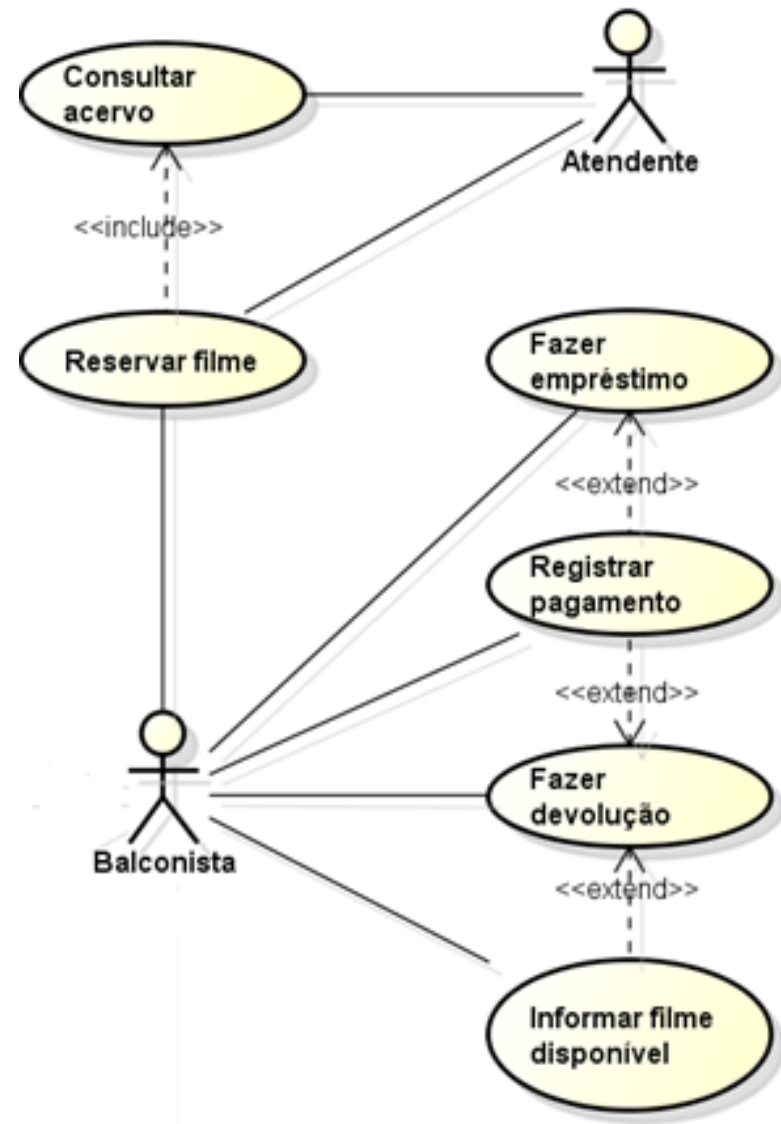 Consultar
acervo
Atendente
<<include>>
Reservar filme
Fazer
empréstimo
<<extend>>
Registrar
pagamento
<<extend>>
Fazer
devolução
Balconista
<<extend>>
Informar filme
disponível